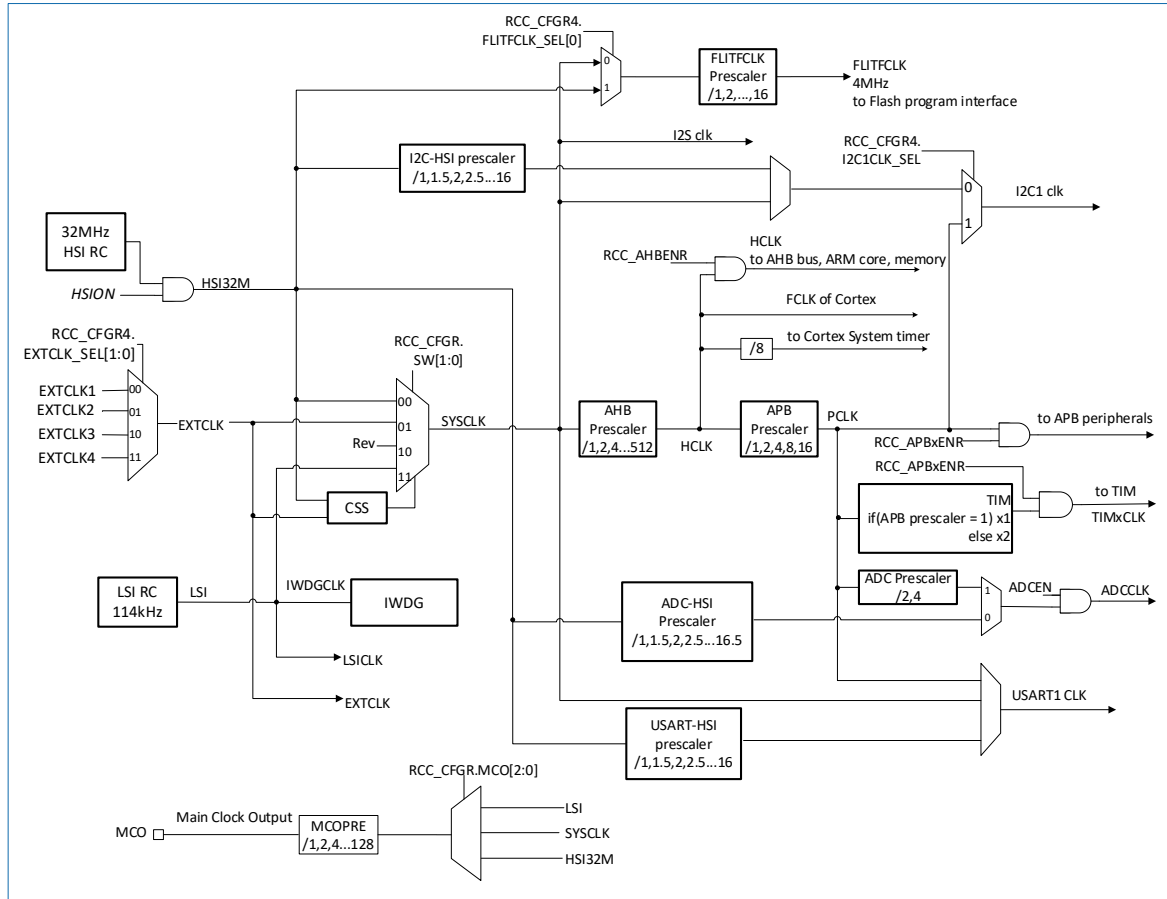 RCC_CFGR4.
FLITFCLK_SEL[0]
0
1
FLITFCLK
Prescaler
/1,2,...,16
FLITFCLK
4MHz
to Flash program interface
I2S clk
I2C-HSI prescaler
/1,1.5,2,2.5...16
RCC_CFGR4.
I2C1CLK_SEL
0
1
I2C1 clk
32MHz
HSI RC
HSION
HSI32M
RCC_AHBENR
HCLK
to AHB bus, ARM core, memory
FCLK of Cortex
/8
to Cortex System timer
RCC_CFGR4.
EXTCLK_SEL[1:0]
EXTCLK1
EXTCLK2
EXTCLK3
EXTCLK4
00
01
10
11
EXTCLK
RCC_CFGR.
SW[1:0]
00
01
Rev
10
11
SYSCLK
CSS
AHB
Prescaler
/1,2,4...512
HCLK
APB
Prescaler
/1,2,4,8,16
PCLK
RCC_APBxENR
to APB peripherals
RCC_APBxENR
TIM
if(APB prescaler = 1) x1
else x2
to TIM
TIMxCLK
LSI RC
114kHz
LSI
IWDGCLK
IWDG
LSICLK
EXTCLK
ADC-HSI
Prescaler
/1,1.5,2,2.5...16.5
ADC Prescaler
/2,4
1
0
ADCEN
ADCCLK
USART-HSI
prescaler
/1,1.5,2,2.5...16
USART1 CLK
RCC_CFGR.MCO[2:0]
LSI
SYSCLK
HSI32M
MCO
Main Clock Output
MCOPRE
/1,2,4...128